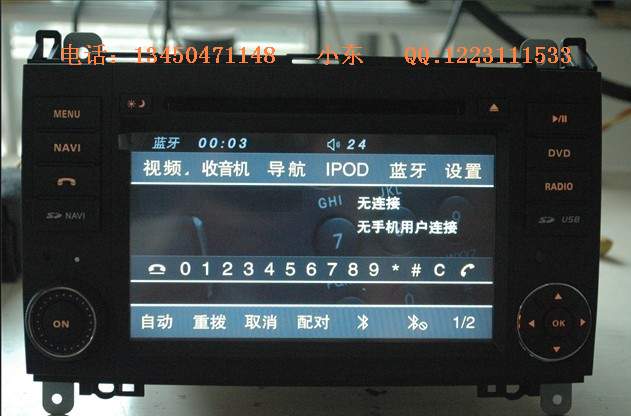 电话：13450471148 小东 QQ:1223111533
MENU
NAVI
SD NAVI
ON
蓝牙 00:03 24
视频 收音机 导航 IPOD 蓝牙 设置
GHI JKL
7
无连接
无手机用户连接
0 1 2 3 4 5 6 7 8 9 * # C
自动 重拨 取消 配对 1/2
DVD
RADIO
SD USB
OK